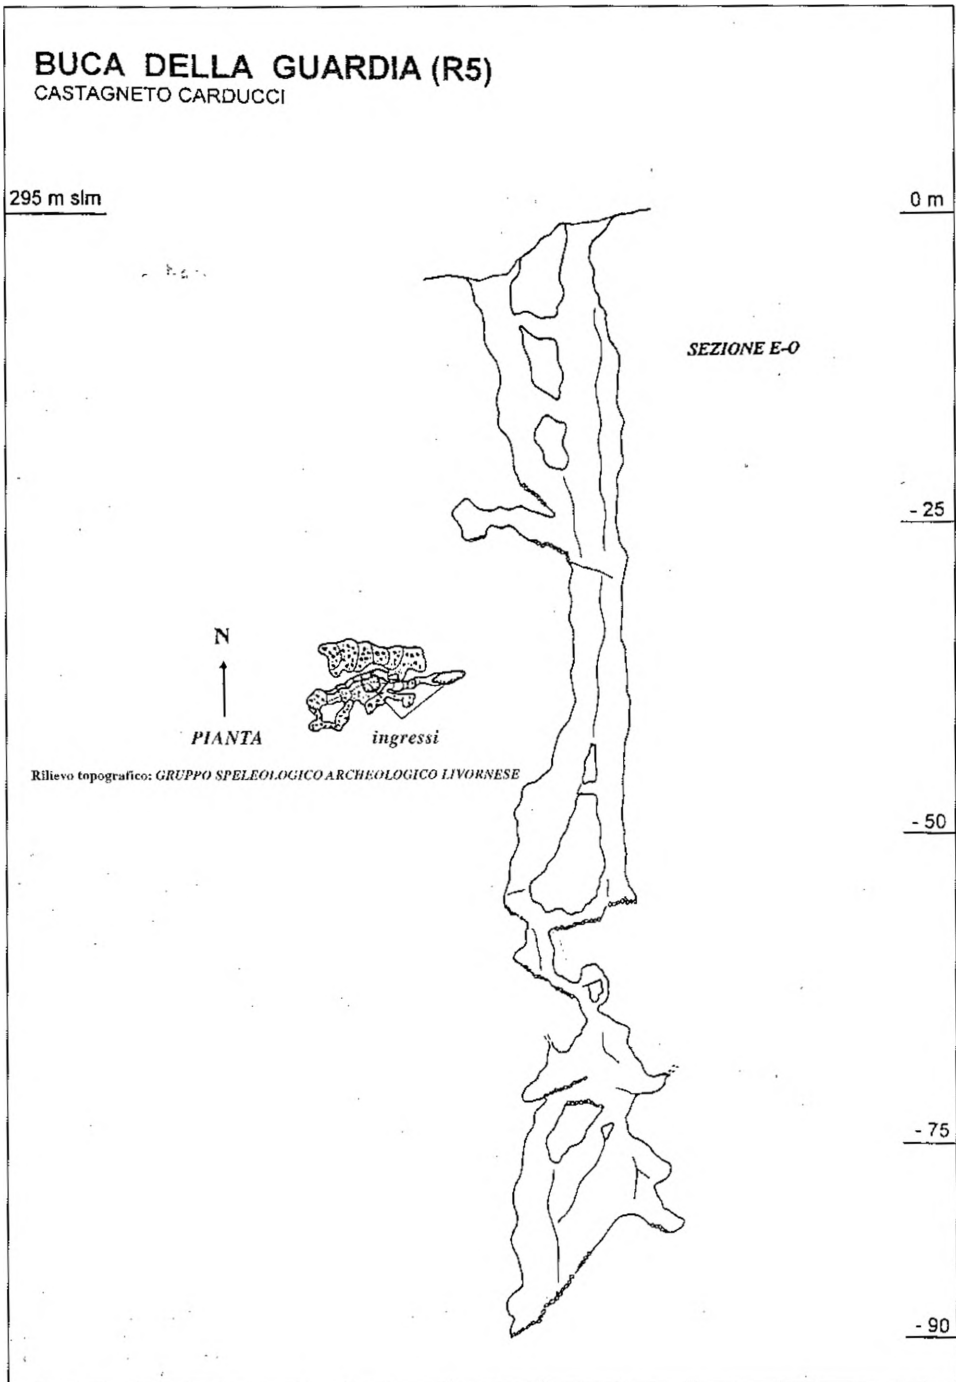 BUCA DELLA GUARDIA (R5)
CASTAGNETO CARDUCCI
295 m slm
0 m
SEZIONE E-O
- 25
N
PIANTA
ingressi
Rilievo topografico: GRUPPO SPELEOLOGICO ARCHEOLOGICO LIVORNESE
- 50
- 75
- 90